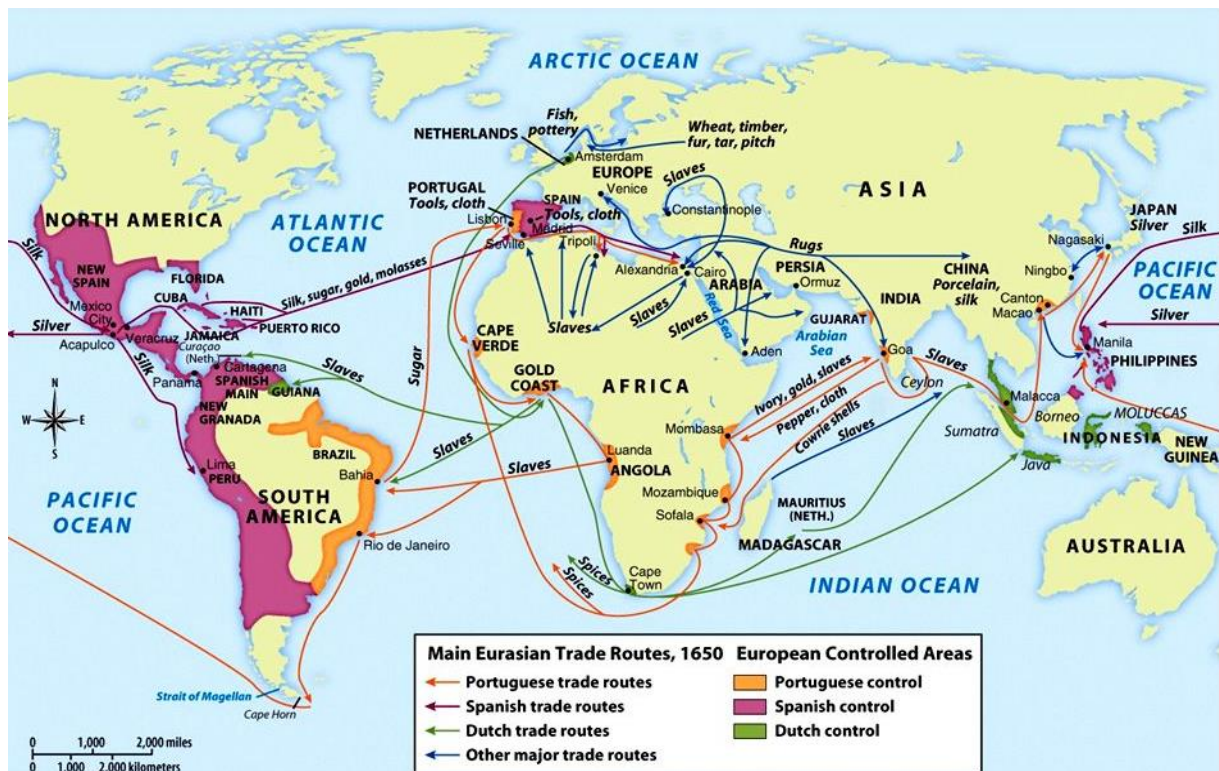 ARCTIC OCEAN
Fish,
pottery
NETHERLANDS
Wheat, timber,
fur, tar, pitch
Amsterdam
EUROPE
Slaves
ASIA
PORTUGAL
Tools, cloth
SPAIN
Tools, cloth
Venice
Constantinople
NORTH AMERICA
ATLANTIC
OCEAN
Lisbon
Madrid
Seville
Tripoli
JAPAN
Silver
Nagasaki
Silk
Silk
Rugs
Alexandria
Cairo
PERSIA
Ormuz
ARABIA
CHINA
Porcelain,
silk
Ningbo
PACIFIC
OCEAN
NEW
SPAIN
FLORIDA
Silk, sugar, gold, molasses
CUBA
Mexico
City
HAITI
PUERTO RICO
JAMAICA
Silver
Acapulco
Veracruz
Silk
Curaçao
(Neth.)
Cartagena
Panama
SPANISH
MAIN
GUIANA
NEW
GRANADA
Slaves
Slaves
Slaves
Slaves
Red Sea
INDIA
GUJARAT
Arabian
Sea
Aden
Goa
Canton
Macao
Silver
Manila
PHILIPPINES
CAPE
VERDE
Sugar
GOLD
COAST
AFRICA
Ivory, gold, slaves
Pepper, cloth
Cowrie shells
Slaves
Slaves
Ceylon
Malacca
Borneo
MOLUCCAS
Sumatra
INDONESIA
NEW
GUINEA
Java
Mombasa
Luanda
ANGOLA
Slaves
Slaves
BRAZIL
Bahia
Lima
PERU
SOUTH
AMERICA
PACIFIC
OCEAN
Rio de Janeiro
Mozambique
Sofala
MAURITIUS
(NETH.)
MADAGASCAR
AUSTRALIA
INDIAN OCEAN
Cape
Town
Spices
Spices
N
W
E
S
Strait of Magellan
Cape Horn
0
1,000
2,000 miles
0
1,000
2,000 kilometers
Main Eurasian Trade Routes, 1650
Portuguese trade routes
Spanish trade routes
Dutch trade routes
Other major trade routes
European Controlled Areas
Portuguese control
Spanish control
Dutch control